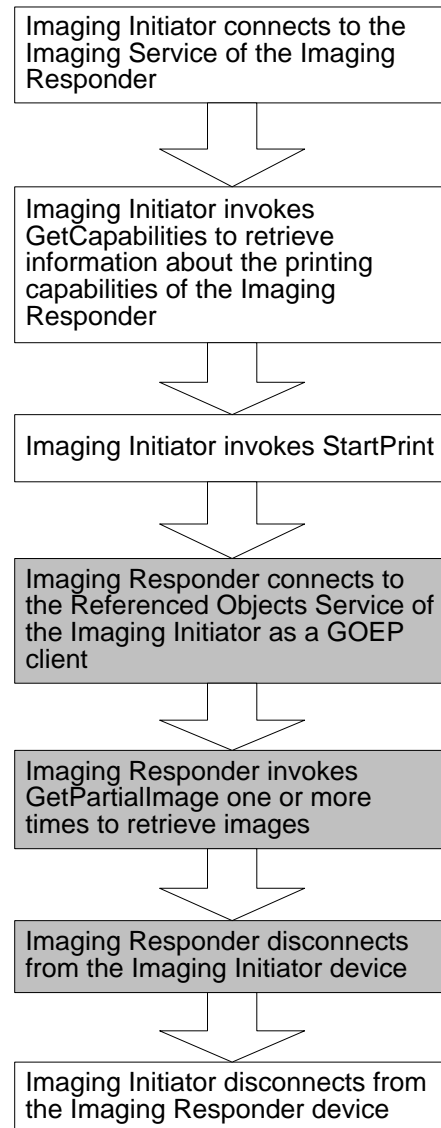 Imaging Initiator connects to the
Imaging Service of the Imaging
Responder
Imaging Initiator invokes
GetCapabilities to retrieve
information about the printing
capabilities of the Imaging
Responder
Imaging Initiator invokes StartPrint
Imaging Responder connects to
the Referenced Objects Service of
the Imaging Initiator as a GOEP
client
Imaging Responder invokes
GetPartialImage one or more
times to retrieve images
Imaging Responder disconnects
from the Imaging Initiator device
Imaging Initiator disconnects from
the Imaging Responder device